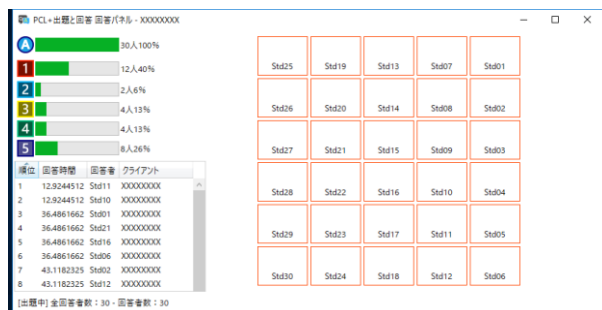 PCL+出題と回答 回答パネル - XXXXXXXX
A 30人100%
1 12人40%
2 2人6%
3 4人13%
4 4人13%
5 8人26%
順位 回答時間 回答者 クライアント
1 12.9244512 Std11 XXXXXXXX
2 12.9244512 Std10 XXXXXXXX
3 36.4861662 Std01 XXXXXXXX
4 36.4861662 Std21 XXXXXXXX
5 36.4861662 Std16 XXXXXXXX
6 36.4861662 Std06 XXXXXXXX
7 43.1182325 Std02 XXXXXXXX
8 43.1182325 Std12 XXXXXXXX
[出題中] 全回答者数：30 - 回答者数：30
Std25 Std19 Std13 Std07 Std01
Std26 Std20 Std14 Std08 Std02
Std27 Std21 Std15 Std09 Std03
Std28 Std22 Std16 Std10 Std04
Std29 Std23 Std17 Std11 Std05
Std30 Std24 Std18 Std12 Std06